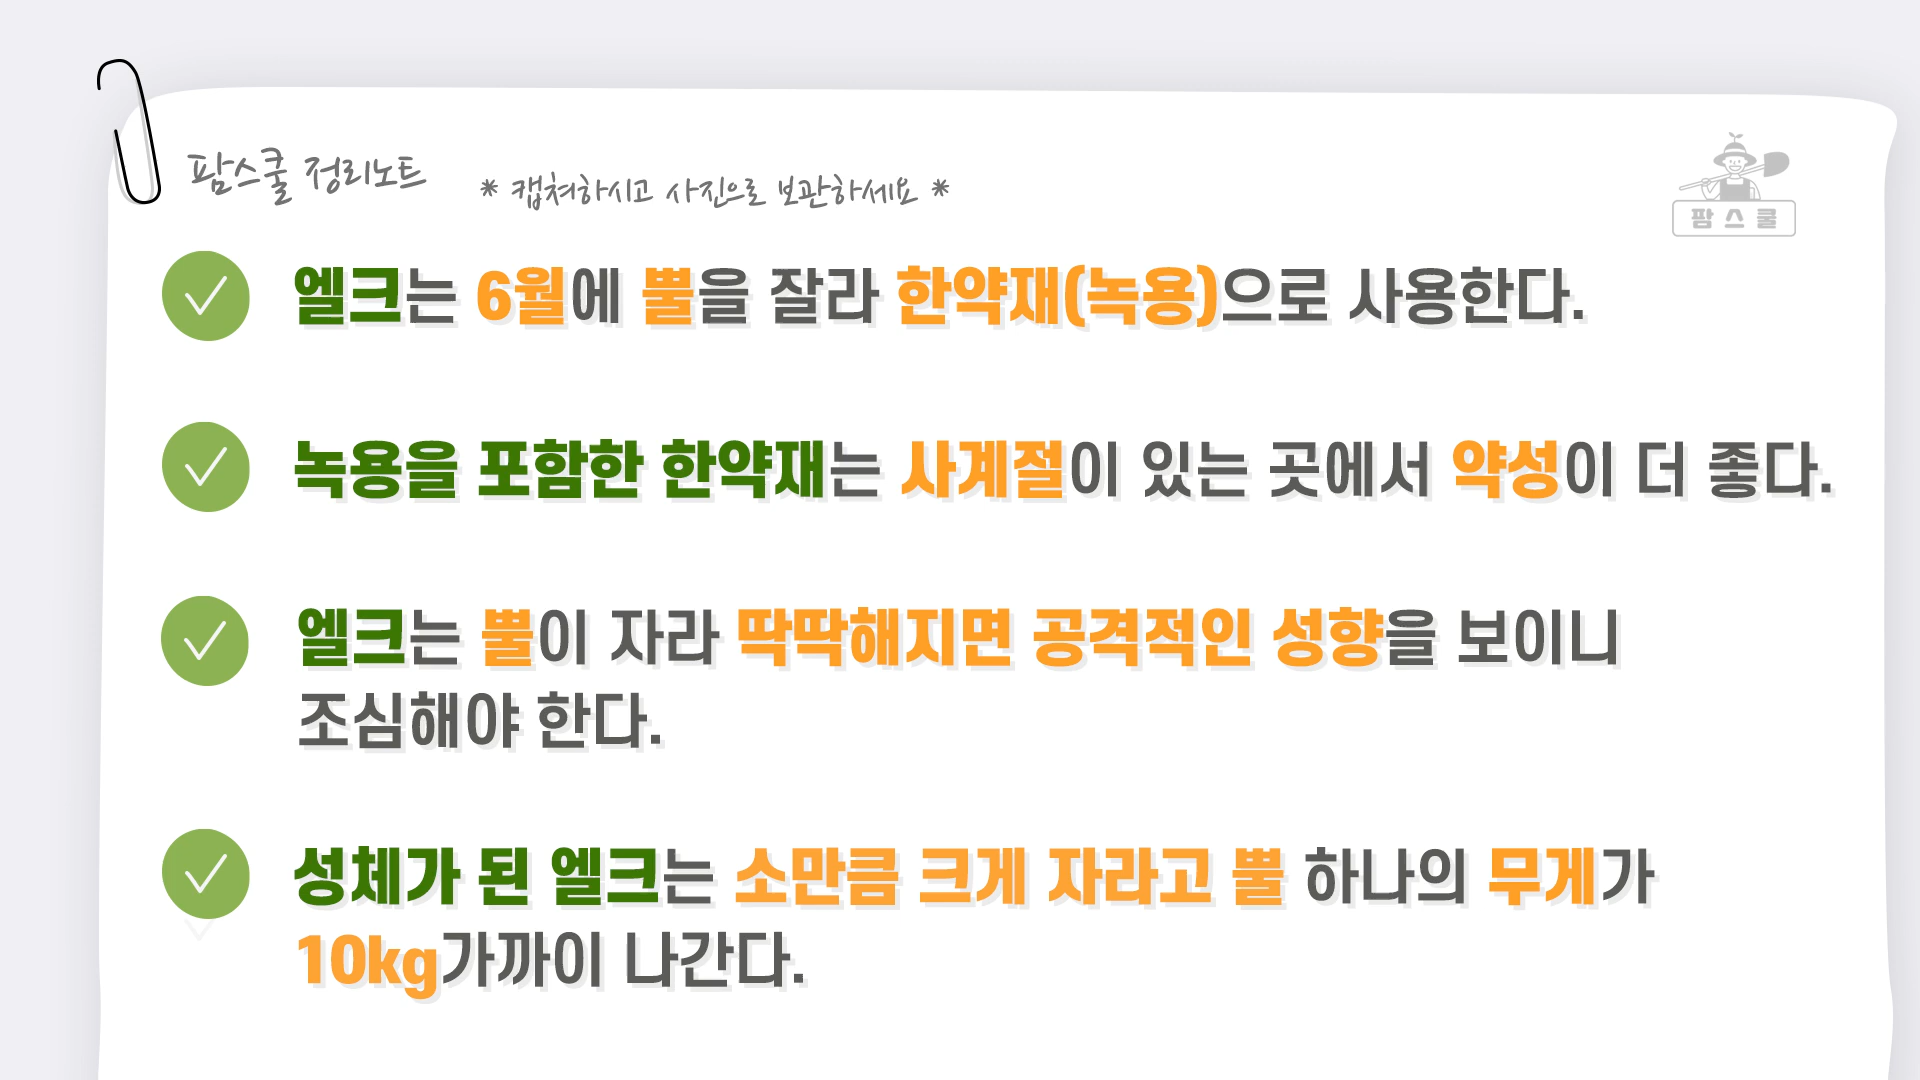 팜스쿨 정리노트
* 캡쳐하시고 사진으로 보관하세요 *
팜스쿨
엘크는 6월에 뿔을 잘라 한약재(녹용)으로 사용한다.
녹용을 포함한 한약재는 사계절이 있는 곳에서 약성이 더 좋다.
엘크는 뿔이 자라 딱딱해지면 공격적인 성향을 보이니
조심해야 한다.
성체가 된 엘크는 소만큼 크게 자라고 뿔 하나의 무게가
10kg가까이 나간다.